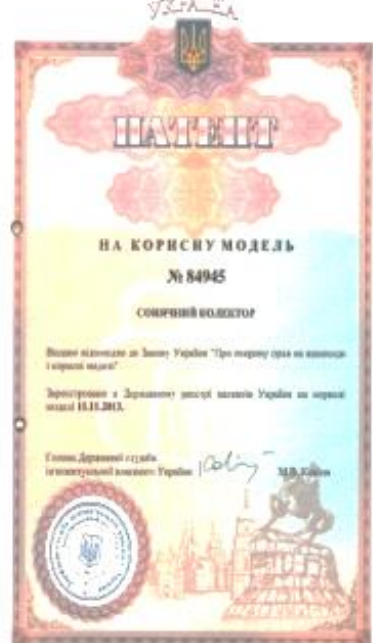 УКРАЇНА
ПАТЕНТ
НА КОРИСНУ МОДЕЛЬ
№ 84945
СОНЯЧНИЙ КОЛЕКТОР
Видано відповідно до Закону України "Про охорону прав на винаходи
і корисні моделі".
Зареєстровано в Державному реєстрі патентів України на корисні
моделі 11.11.2013.
Голова Державної служби
інтелектуальної власності України
М.В.